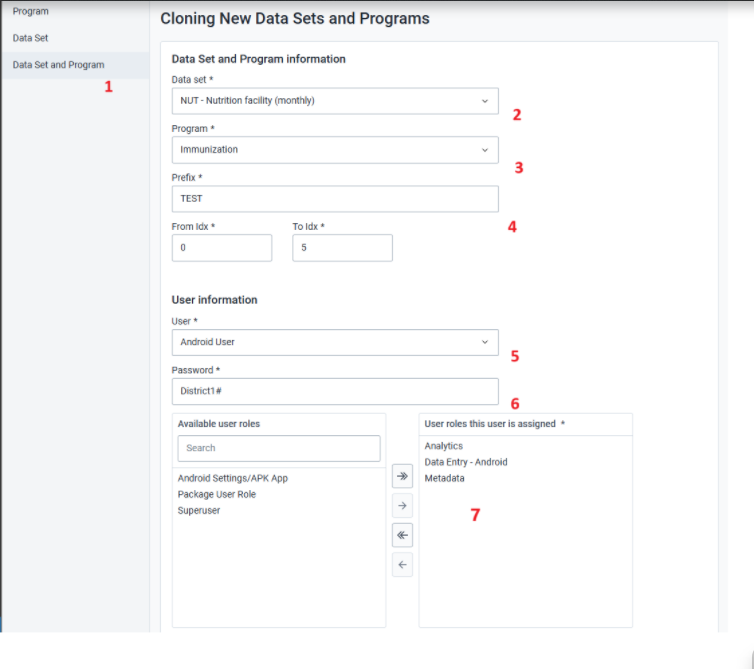 Program
Data Set
Data Set and Program
1
Cloning New Data Sets and Programs
Data Set and Program information
Data set *
NUT - Nutrition facility (monthly)
2
Program *
Immunization
3
Prefix *
TEST
From Idx *
To Idx *
4
0
5
User information
User *
Android User
5
Password *
District1#
6
Available user roles
Search
Android Settings/APK App
Package User Role
Superuser
User roles this user is assigned *
Analytics
Data Entry - Android
Metadata
7